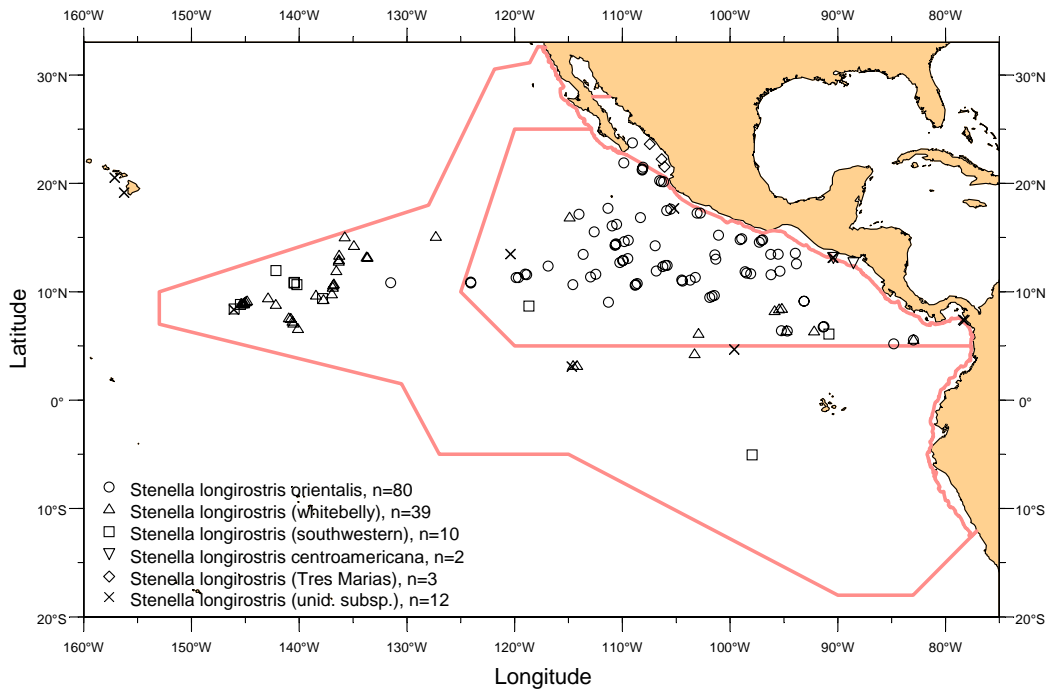 160°W 150°W 140°W 130°W 120°W 110°W 100°W 90°W 80°W
30°N 30°N
20°N 20°N
10°N 10°N
Latitude
0° 0°
Stenella longirostris orientalis, n=80
Stenella longirostris (whitebelly), n=39
10°S 10°S
Stenella longirostris (southwestern), n=10
Stenella longirostris centroamericana, n=2
Stenella longirostris (Tres Marias), n=3
Stenella longirostris (unid. subsp.), n=12
20°S 20°S
160°W 150°W 140°W 130°W 120°W 110°W 100°W 90°W 80°W
Longitude